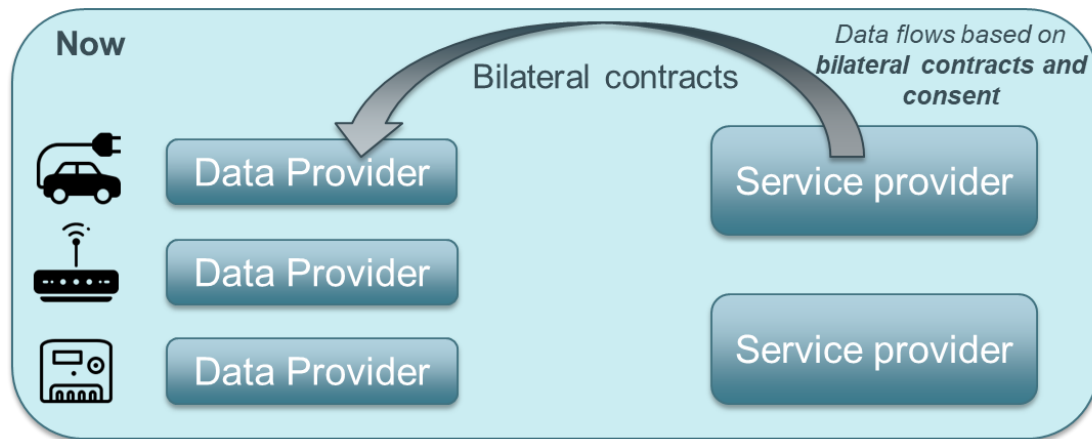 Now
Data flows based on
bilateral contracts and
consent
Bilateral contracts
Data Provider
Service provider
Data Provider
Data Provider
Service provider